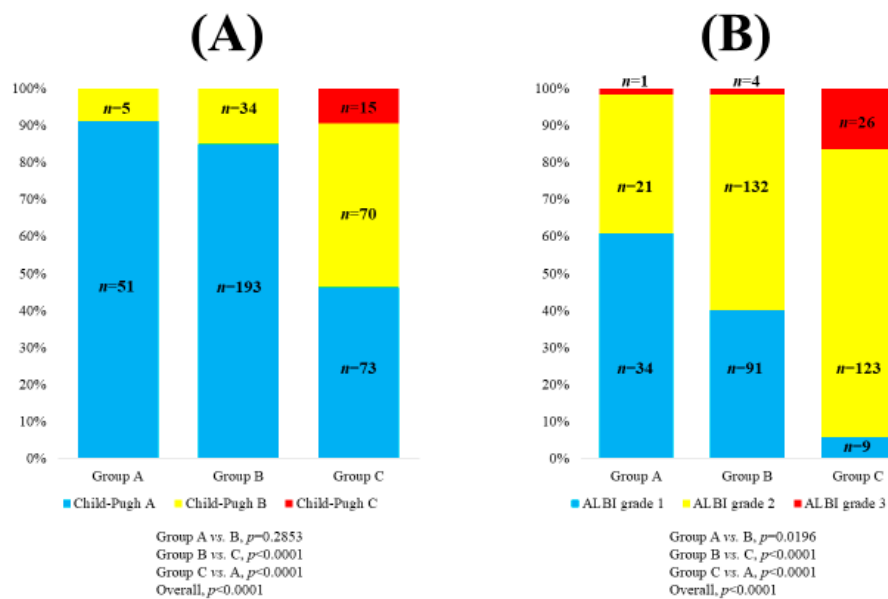 (A)
100%
90%
80%
70%
60%
50%
40%
30%
20%
10%
0%
n=5
n=34
n=15
n=70
n=51
n=193
n=73
Group A
Group B
Group C
Child-Pugh A
Child-Pugh B
Child-Pugh C
Group A vs. B, p=0.2853
Group B vs. C, p<0.0001
Group C vs. A, p<0.0001
Overall, p<0.0001
(B)
100%
90%
80%
70%
60%
50%
40%
30%
20%
10%
0%
n=1
n=4
n=26
n=21
n=132
n=34
n=91
n=123
n=9
Group A
Group B
Group C
ALBI grade 1
ALBI grade 2
ALBI grade 3
Group A vs. B, p=0.0196
Group B vs. C, p<0.0001
Group C vs. A, p<0.0001
Overall, p<0.0001